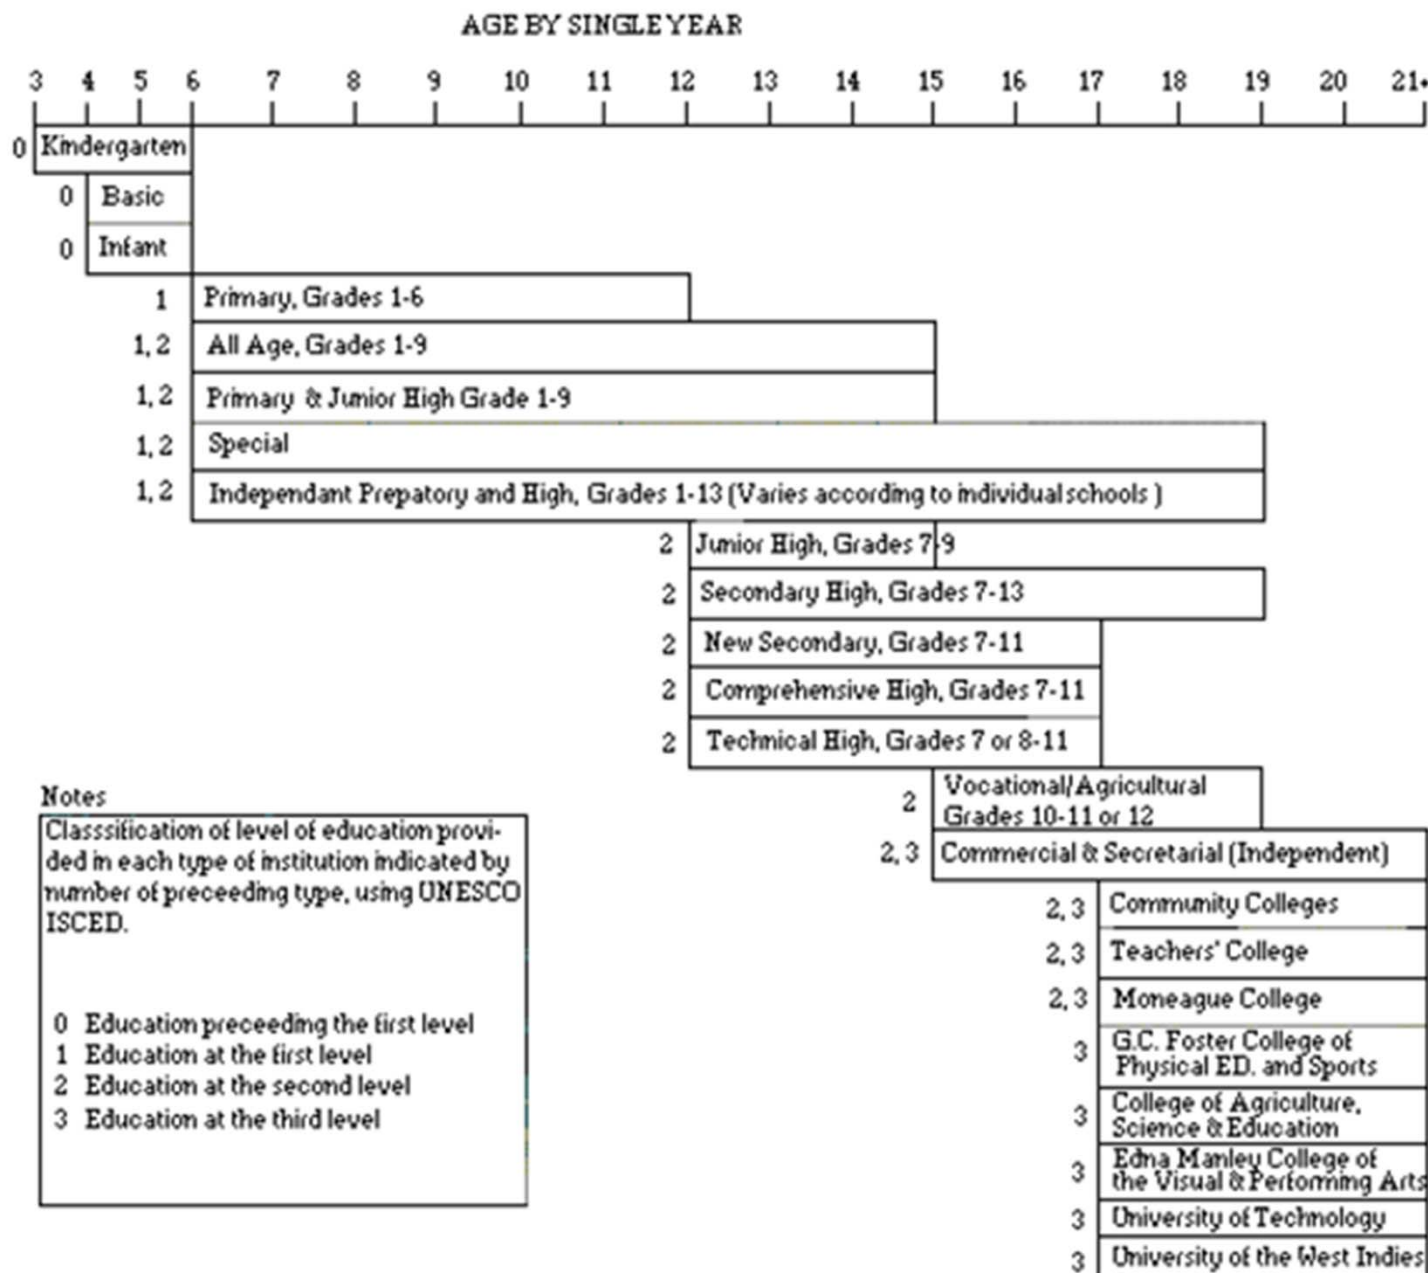 AGE BY SINGLE YEAR
3 4 5 6 7 8 9 10 11 12 13 14 15 16 17 18 19 20 21+
0 Kindergarten
0 Basic
0 Infant
1 Primary, Grades 1-6
1, 2 All Age, Grades 1-9
1, 2 Primary & Junior High Grade 1-9
1, 2 Special
1, 2 Independant Prepatory and High, Grades 1-13 (Varies according to individual schools )
2 Junior High, Grades 7-9
2 Secondary High, Grades 7-13
2 New Secondary, Grades 7-11
2 Comprehensive High, Grades 7-11
2 Technical High, Grades 7 or 8-11
2 Vocational/Agricultural
Grades 10-11 or 12
2, 3 Commercial & Secretarial (Independent)
2, 3 Community Colleges
2, 3 Teachers' College
2, 3 Moneague College
3 G.C. Foster College of
Physical ED. and Sports
3 College of Agriculture,
Science & Education
3 Edna Manley College of
the Visual & Performing Arts
3 University of Technology
3 University of the West Indies
Notes
Classsification of level of education provi-
ded in each type of institution indicated by
number of preceeding type, using UNESCO
ISCED.
0 Education preceeding the first level
1 Education at the first level
2 Education at the second level
3 Education at the third level